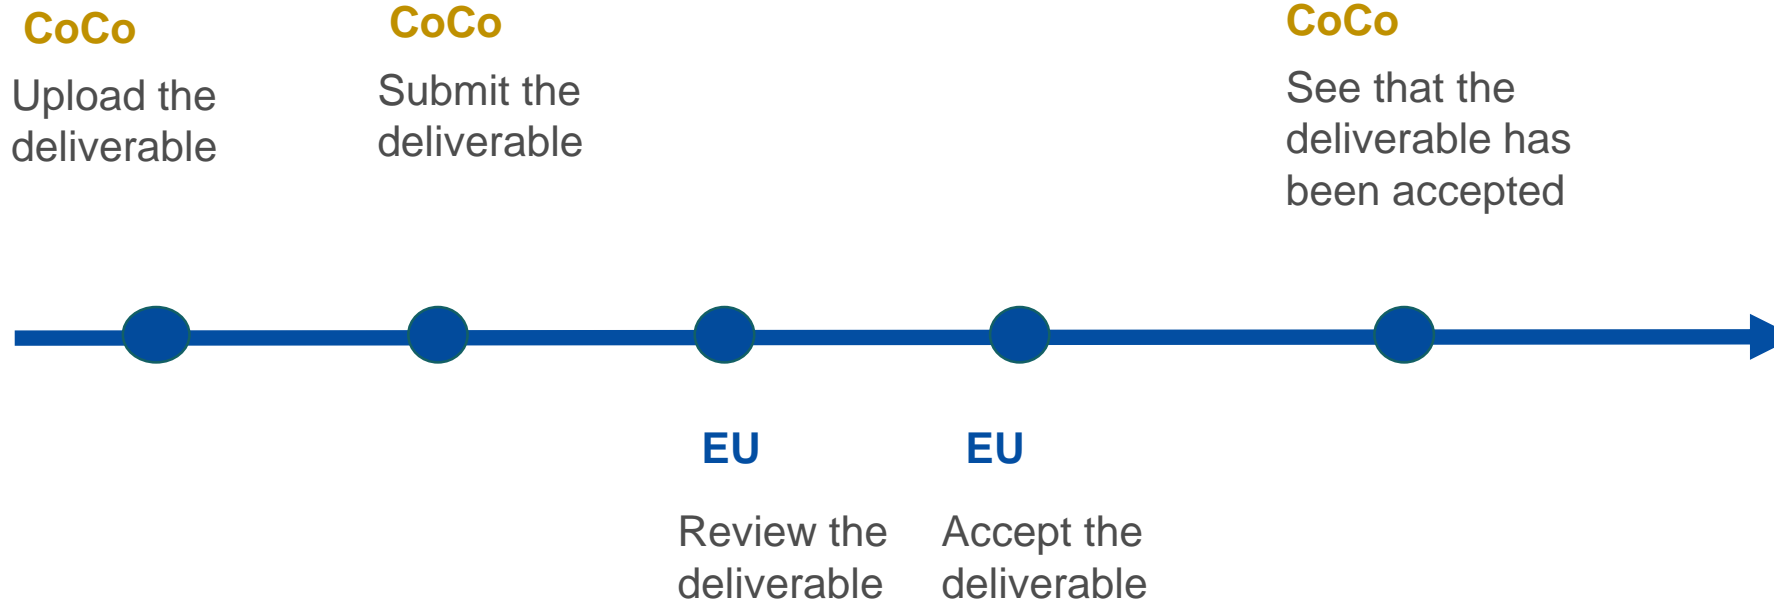 CoCo
Upload the
deliverable
CoCo
Submit the
deliverable
CoCo
See that the
deliverable has
been accepted
EU
Review the
deliverable
EU
Accept the
deliverable